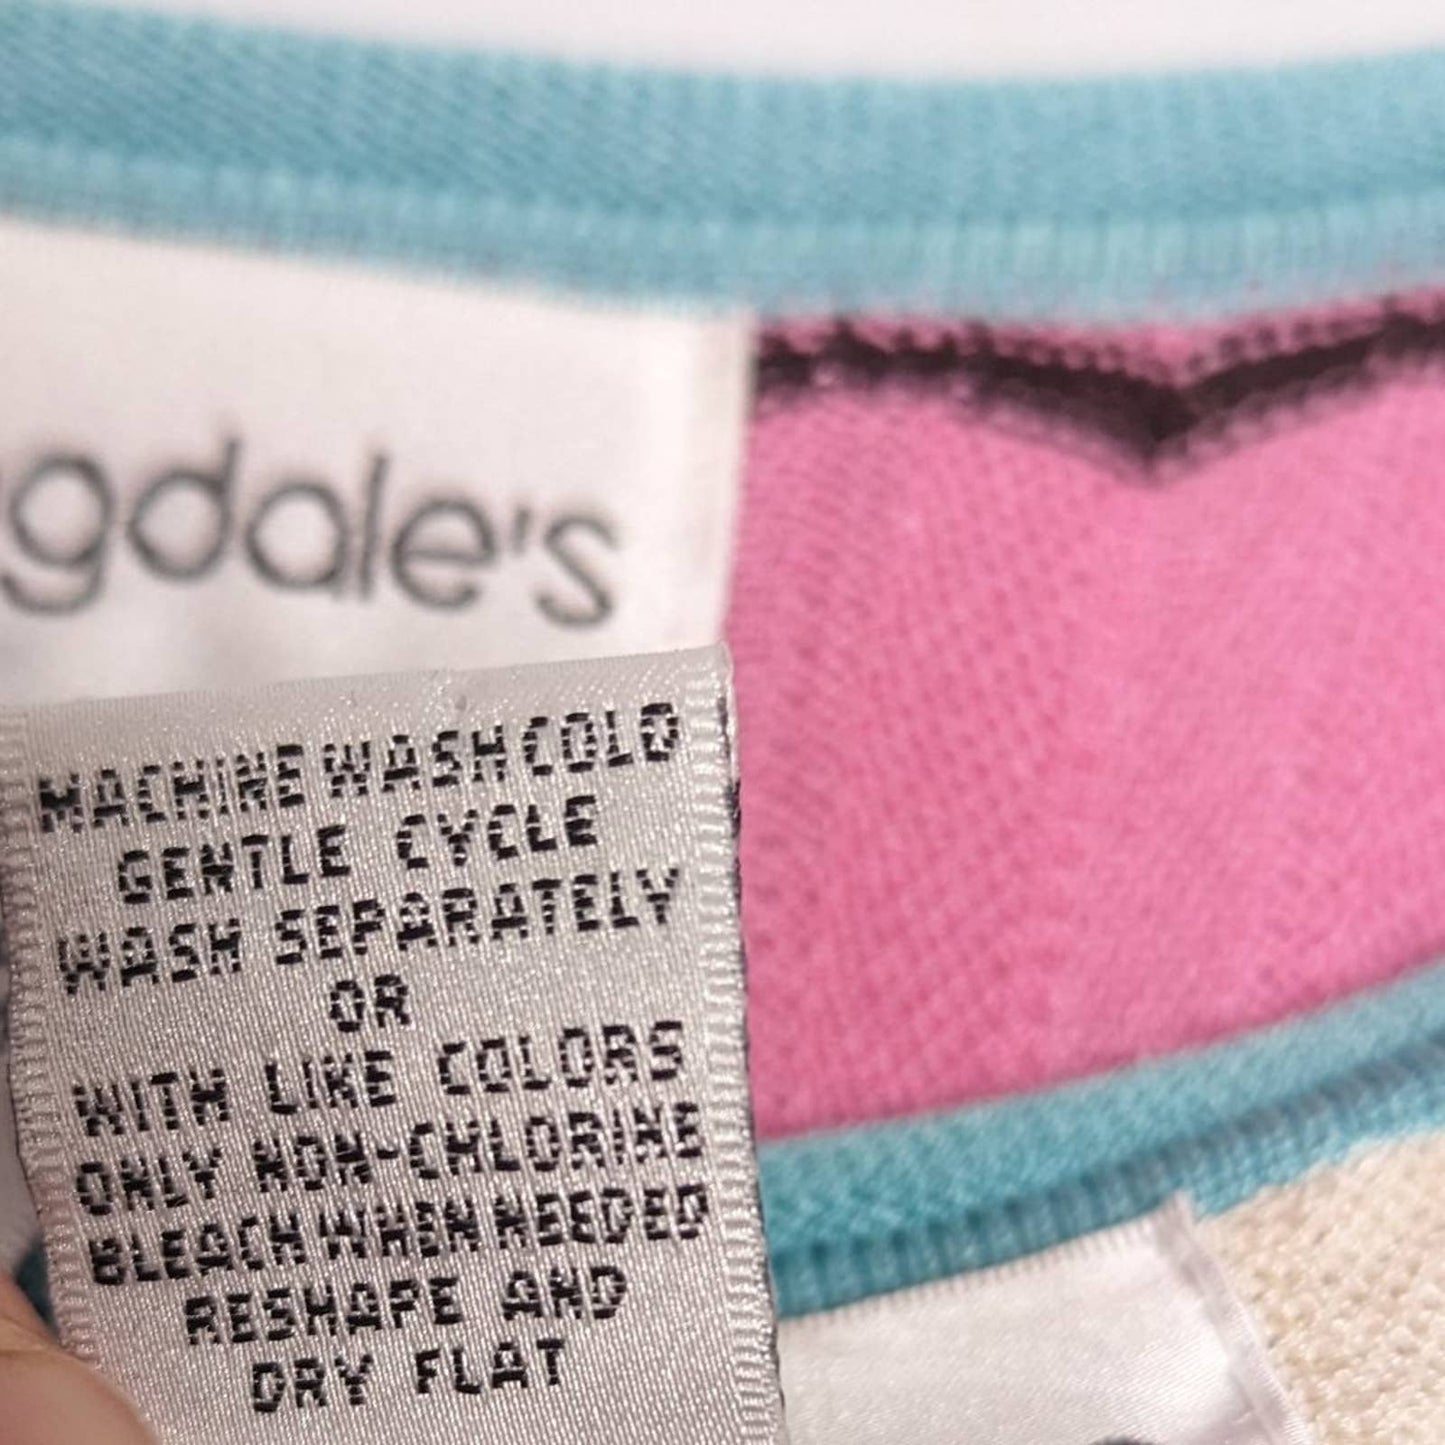 gdale's
MACHINE WASH COLD
GENTLE CYCLE
WASH SEPARATELY
OR
WITH LIKE COLORS
ONLY NON-CHLORINE
BLEACH WHEN NEEDED
RESHAPE AND
DRY FLAT